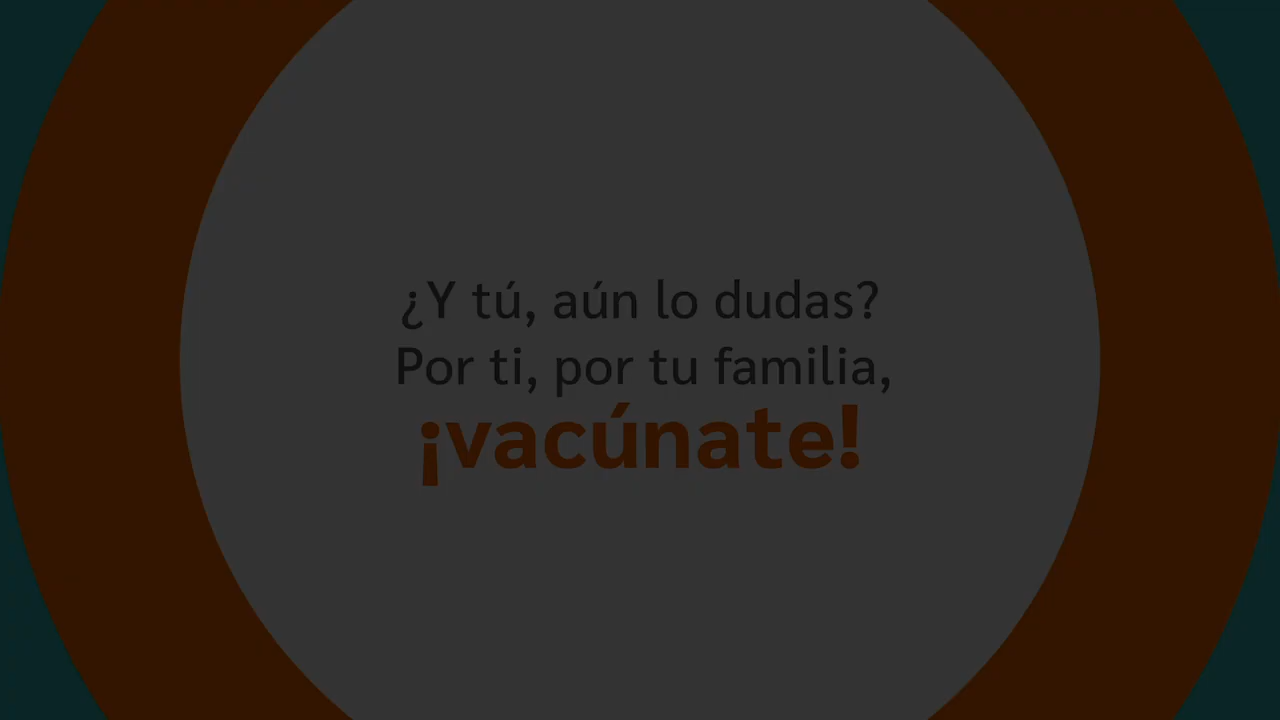 ¿Y tú, aún lo dudas?
Por ti, por tu familia,
¡vacúnate!